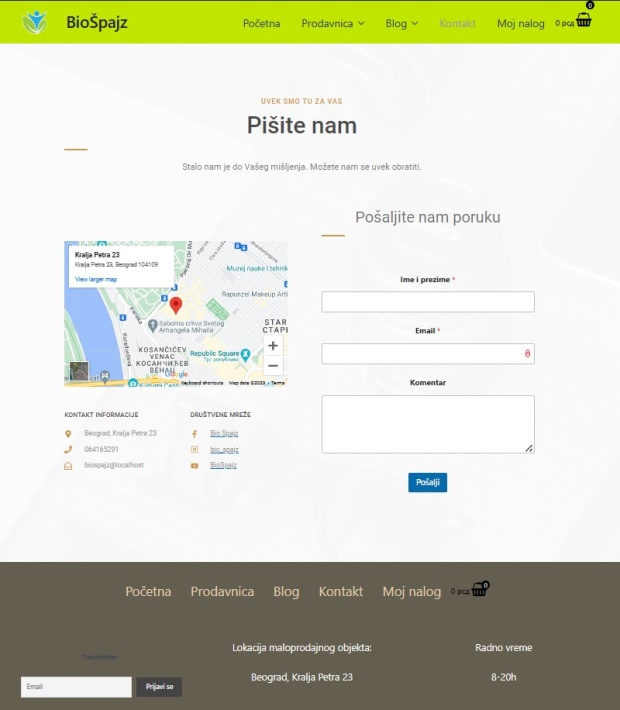 BioŠpajz
Početna
Prodavnica
Blog
Kontakt
Moj nalog
0 рсд
0
UVEK SMO TU ZA VAS
Pišite nam
Stalo nam je do Vašeg mišljenja. Možete nam se uvek obratiti.
Kralja Petra 23
Kralja Petra 23, Beograd 104109
View larger map
Muzej nauke i tehnik
Rapunzel Makeup Arti
Saborna crkva Svetog
Arhangela Mihaila
STAR
KOSANČIĆEV
VENAC
КОСАНЧИЋЕВ
ВЕНАЦ
Republic Square
Трг републике
Google
Keyboard shortcuts
Map data ©2023
Terms
KONTAKT INFORMACIJE
Beograd, Kralja Petra 23
064165291
biospajz@localhost
DRUŠTVENE MREŽE
Bio Spajz
bio_spajz
BioSpajz
Pošaljite nam poruku
Ime i prezime *
Email *
Komentar
Pošalji
Početna
Prodavnica
Blog
Kontakt
Moj nalog
0 рсд
0
Newsletter
Email
Prijavi se
Lokacija maloprodajnog objekta:
Beograd, Kralja Petra 23
Radno vreme
8-20h